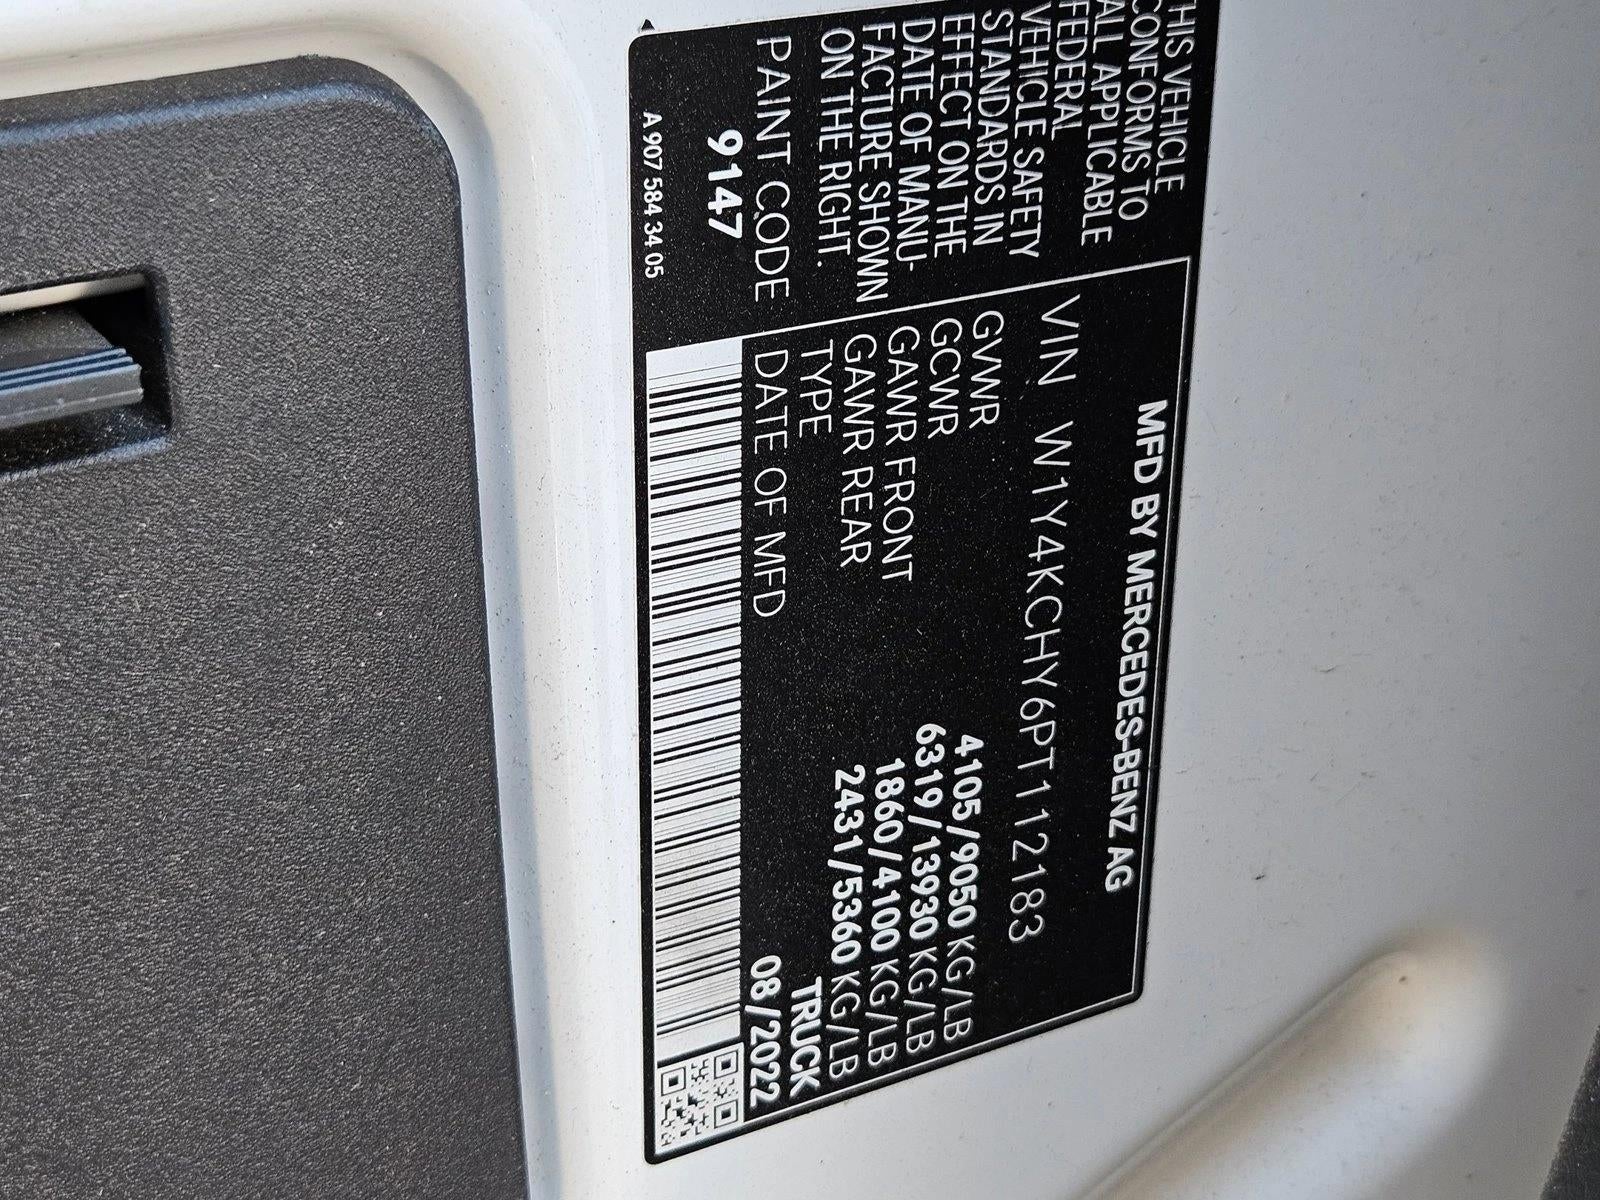 THIS VEHICLE
CONFORMS TO
ALL APPLICABLE
FEDERAL
VEHICLE SAFETY
STANDARDS IN
EFFECT ON THE
DATE OF MANU-
FACTURE SHOWN
ON THE RIGHT.
PAINT CODE
9147
A 907 584 34 05
MFD BY MERCEDES-BENZ AG
VIN W1Y4KCHY6PT112183
GVWR 4105/9050 KG/LB
GCWR 6319/13930 KG/LB
GAWR FRONT 1860/4100 KG/LB
GAWR REAR 2431/5360 KG/LB
TYPE TRUCK
DATE OF MFD 08/2022